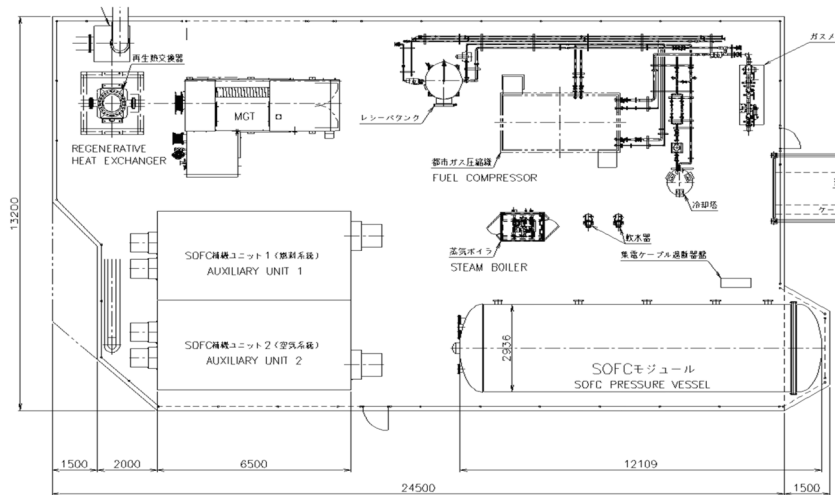 再生熱交換器
REGENERATIVE
HEAT EXCHANGER
MGT
レシーバタンク
都市ガス圧縮機
FUEL COMPRESSOR
ガスメ
冷却塔
ケー
蒸気ボイラ
STEAM BOILER
軟水器
集電ケーブル遮断器盤
SOFC補機ユニット1(燃料系統)
AUXILIARY UNIT 1
SOFC補機ユニット2(空気系統)
AUXILIARY UNIT 2
SOFCモジュール
SOFC PRESSURE VESSEL
2936
13200
1500
2000
6500
12109
24500
1500